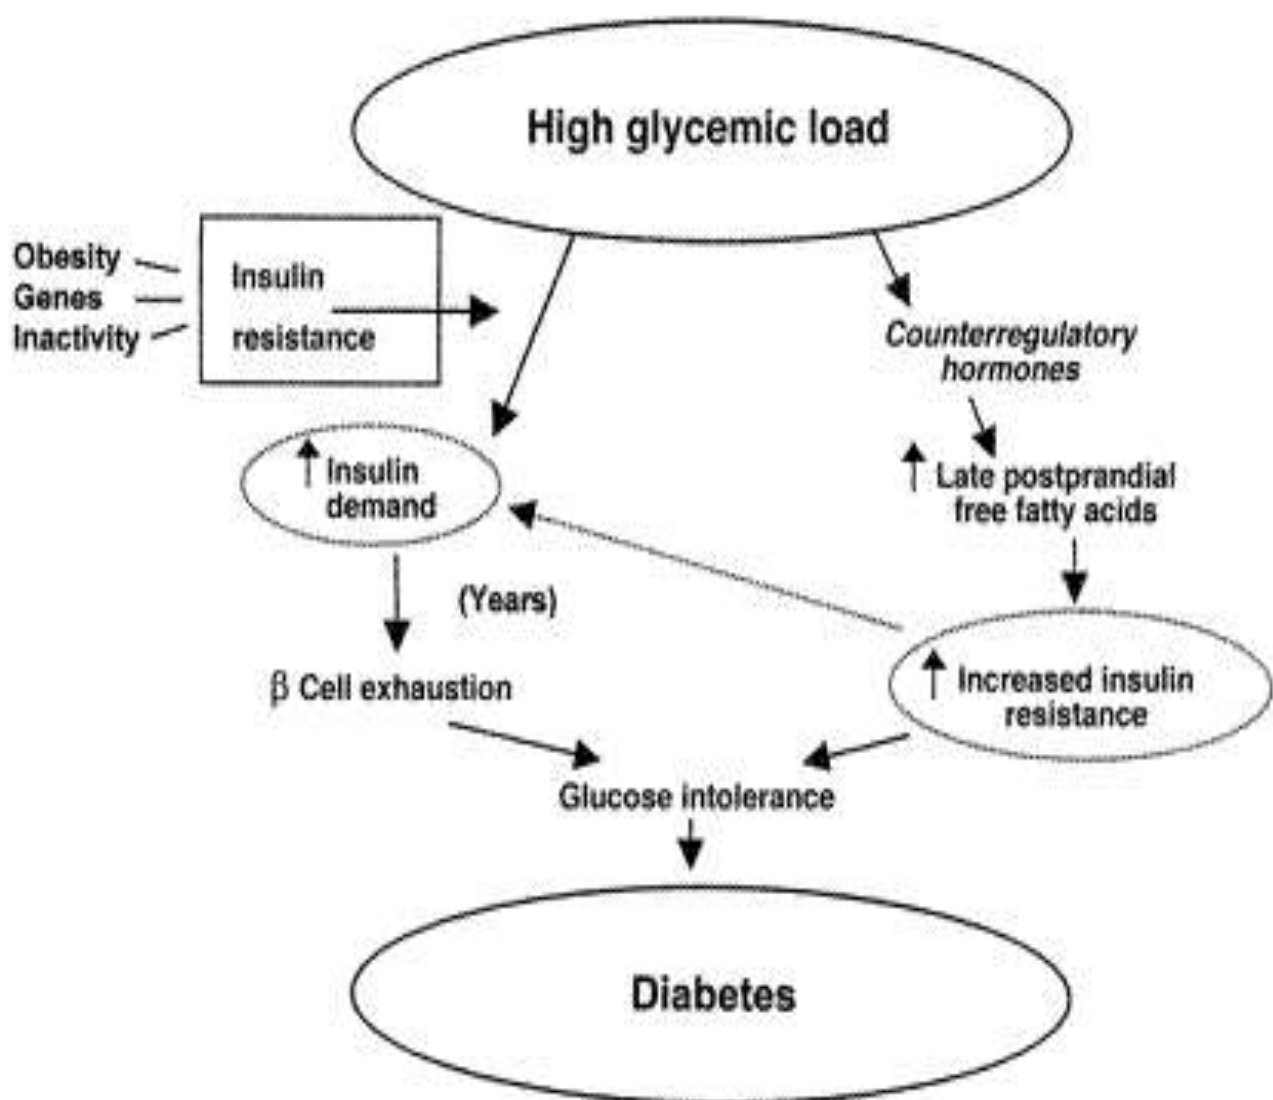 High glycemic load
Obesity
Genes
Inactivity
Insulin
resistance
Counterregulatory
hormones
↑ Insulin
demand
↑ Late postprandial
free fatty acids
(Years)
β Cell exhaustion
↑ Increased insulin
resistance
Glucose intolerance
Diabetes